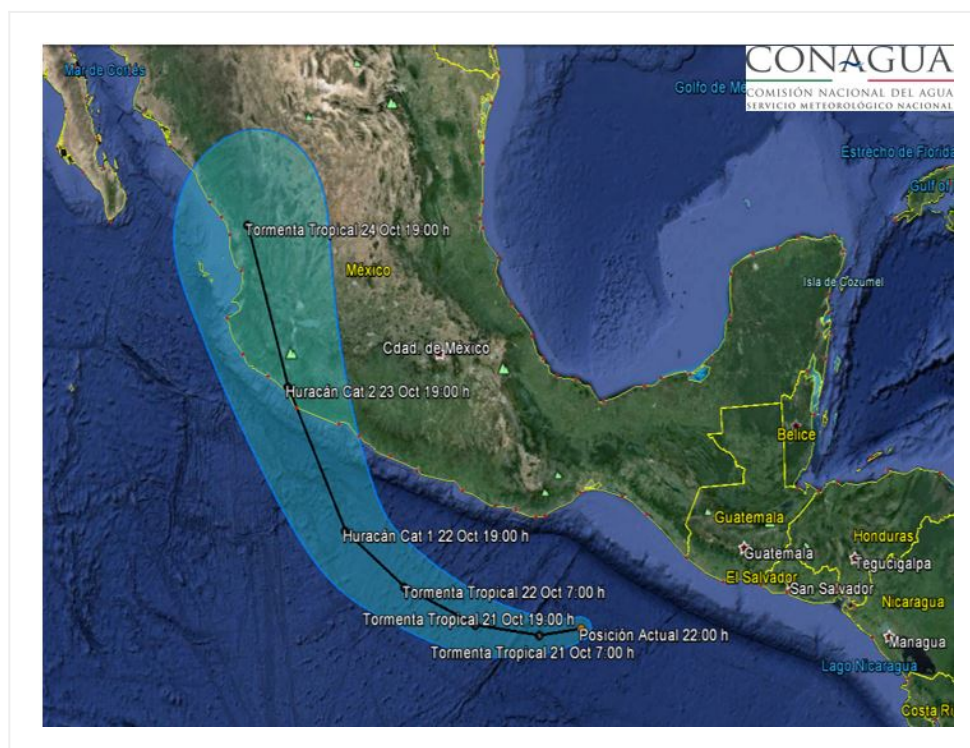 CONAGUA
COMISIÓN NACIONAL DEL AGUA
SERVICIO METEOROLÓGICO NACIONAL
Mar de Cortés
Golfo de
Estrecho de Florida
Gulf of
Tormenta Tropical 24 Oct 19:00 h
México
Isla de Cozumel
Cdad. de México
Huracán Cat 2 23 Oct 19:00 h
Belice
Guatemala
Honduras
Huracán Cat 1 22 Oct 19:00 h
Guatemala
Tegucigalpa
El Salvador
San Salvador
Tormenta Tropical 22 Oct 7:00 h
Nicaragua
Tormenta Tropical 21 Oct 19:00 h
Posición Actual 22:00 h
Managua
Tormenta Tropical 21 Oct 7:00 h
Lago Nicaragua
Costa Ri